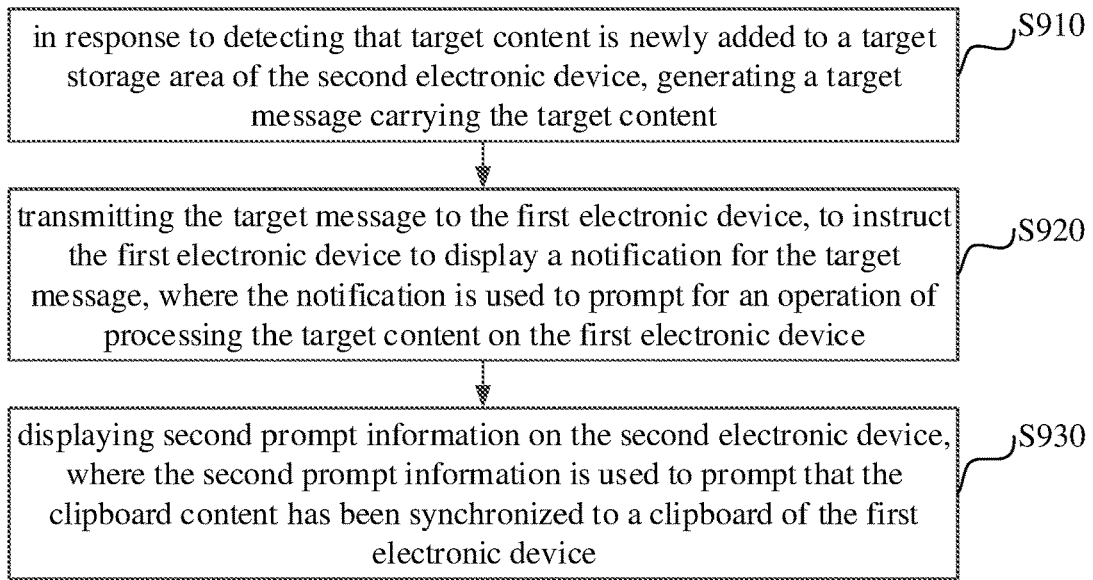 in response to detecting that target content is newly added to a target
storage area of the second electronic device, generating a target
message carrying the target content
S910
transmitting the target message to the first electronic device, to instruct
the first electronic device to display a notification for the target
message, where the notification is used to prompt for an operation of
processing the target content on the first electronic device
S920
displaying second prompt information on the second electronic device,
where the second prompt information is used to prompt that the
clipboard content has been synchronized to a clipboard of the first
electronic device
S930